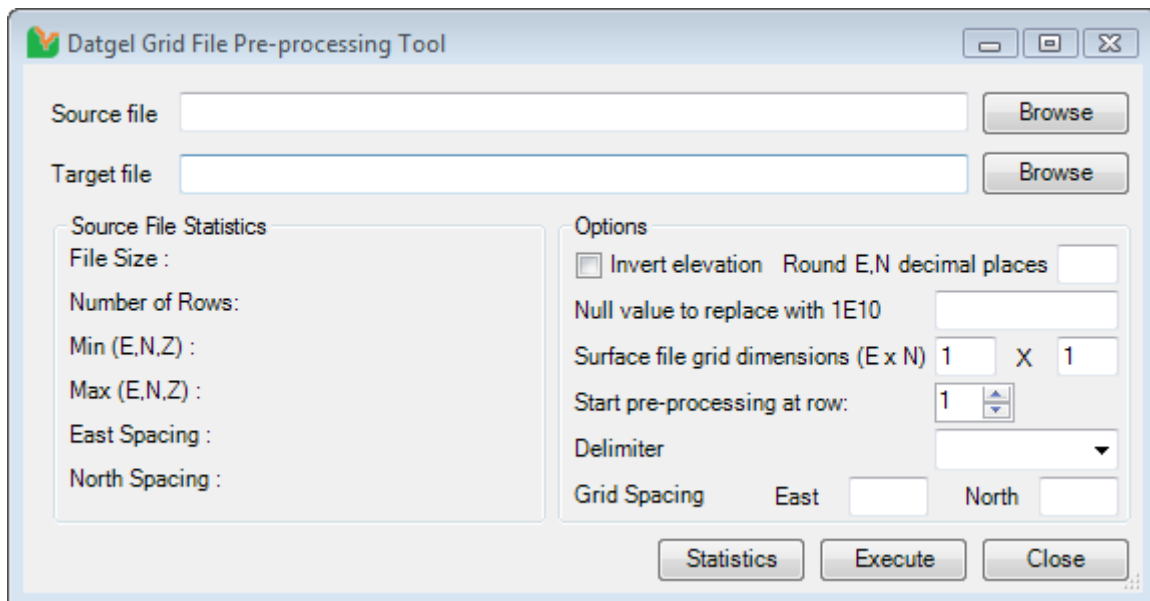 Datgel Grid File Pre-processing Tool
Source file Browse
Target file Browse
Source File Statistics
File Size :
Number of Rows:
Min (E,N,Z) :
Max (E,N,Z) :
East Spacing :
North Spacing :
Options
Invert elevation Round E,N decimal places
Null value to replace with 1E10
Surface file grid dimensions (E x N) 1 X 1
Start pre-processing at row: 1
Delimiter
Grid Spacing East North
Statistics Execute Close